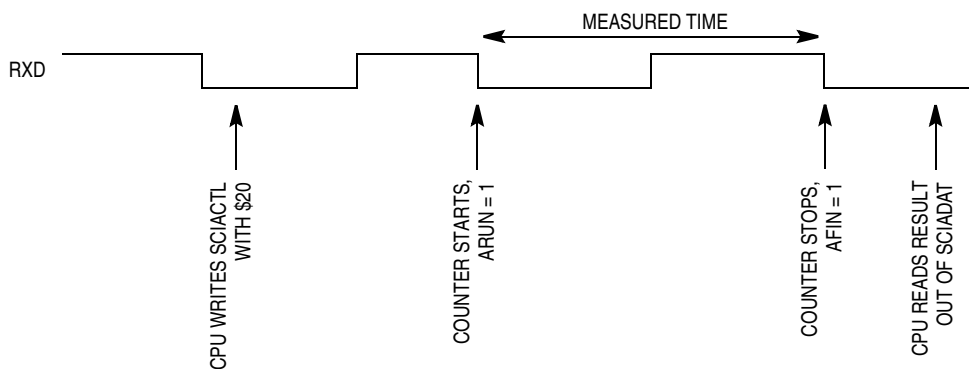 MEASURED TIME
RXD
CPU WRITES SCIACTL
WITH $20
COUNTER STARTS,
ARUN = 1
COUNTER STOPS,
AFIN = 1
CPU READS RESULT
OUT OF SCIADAT